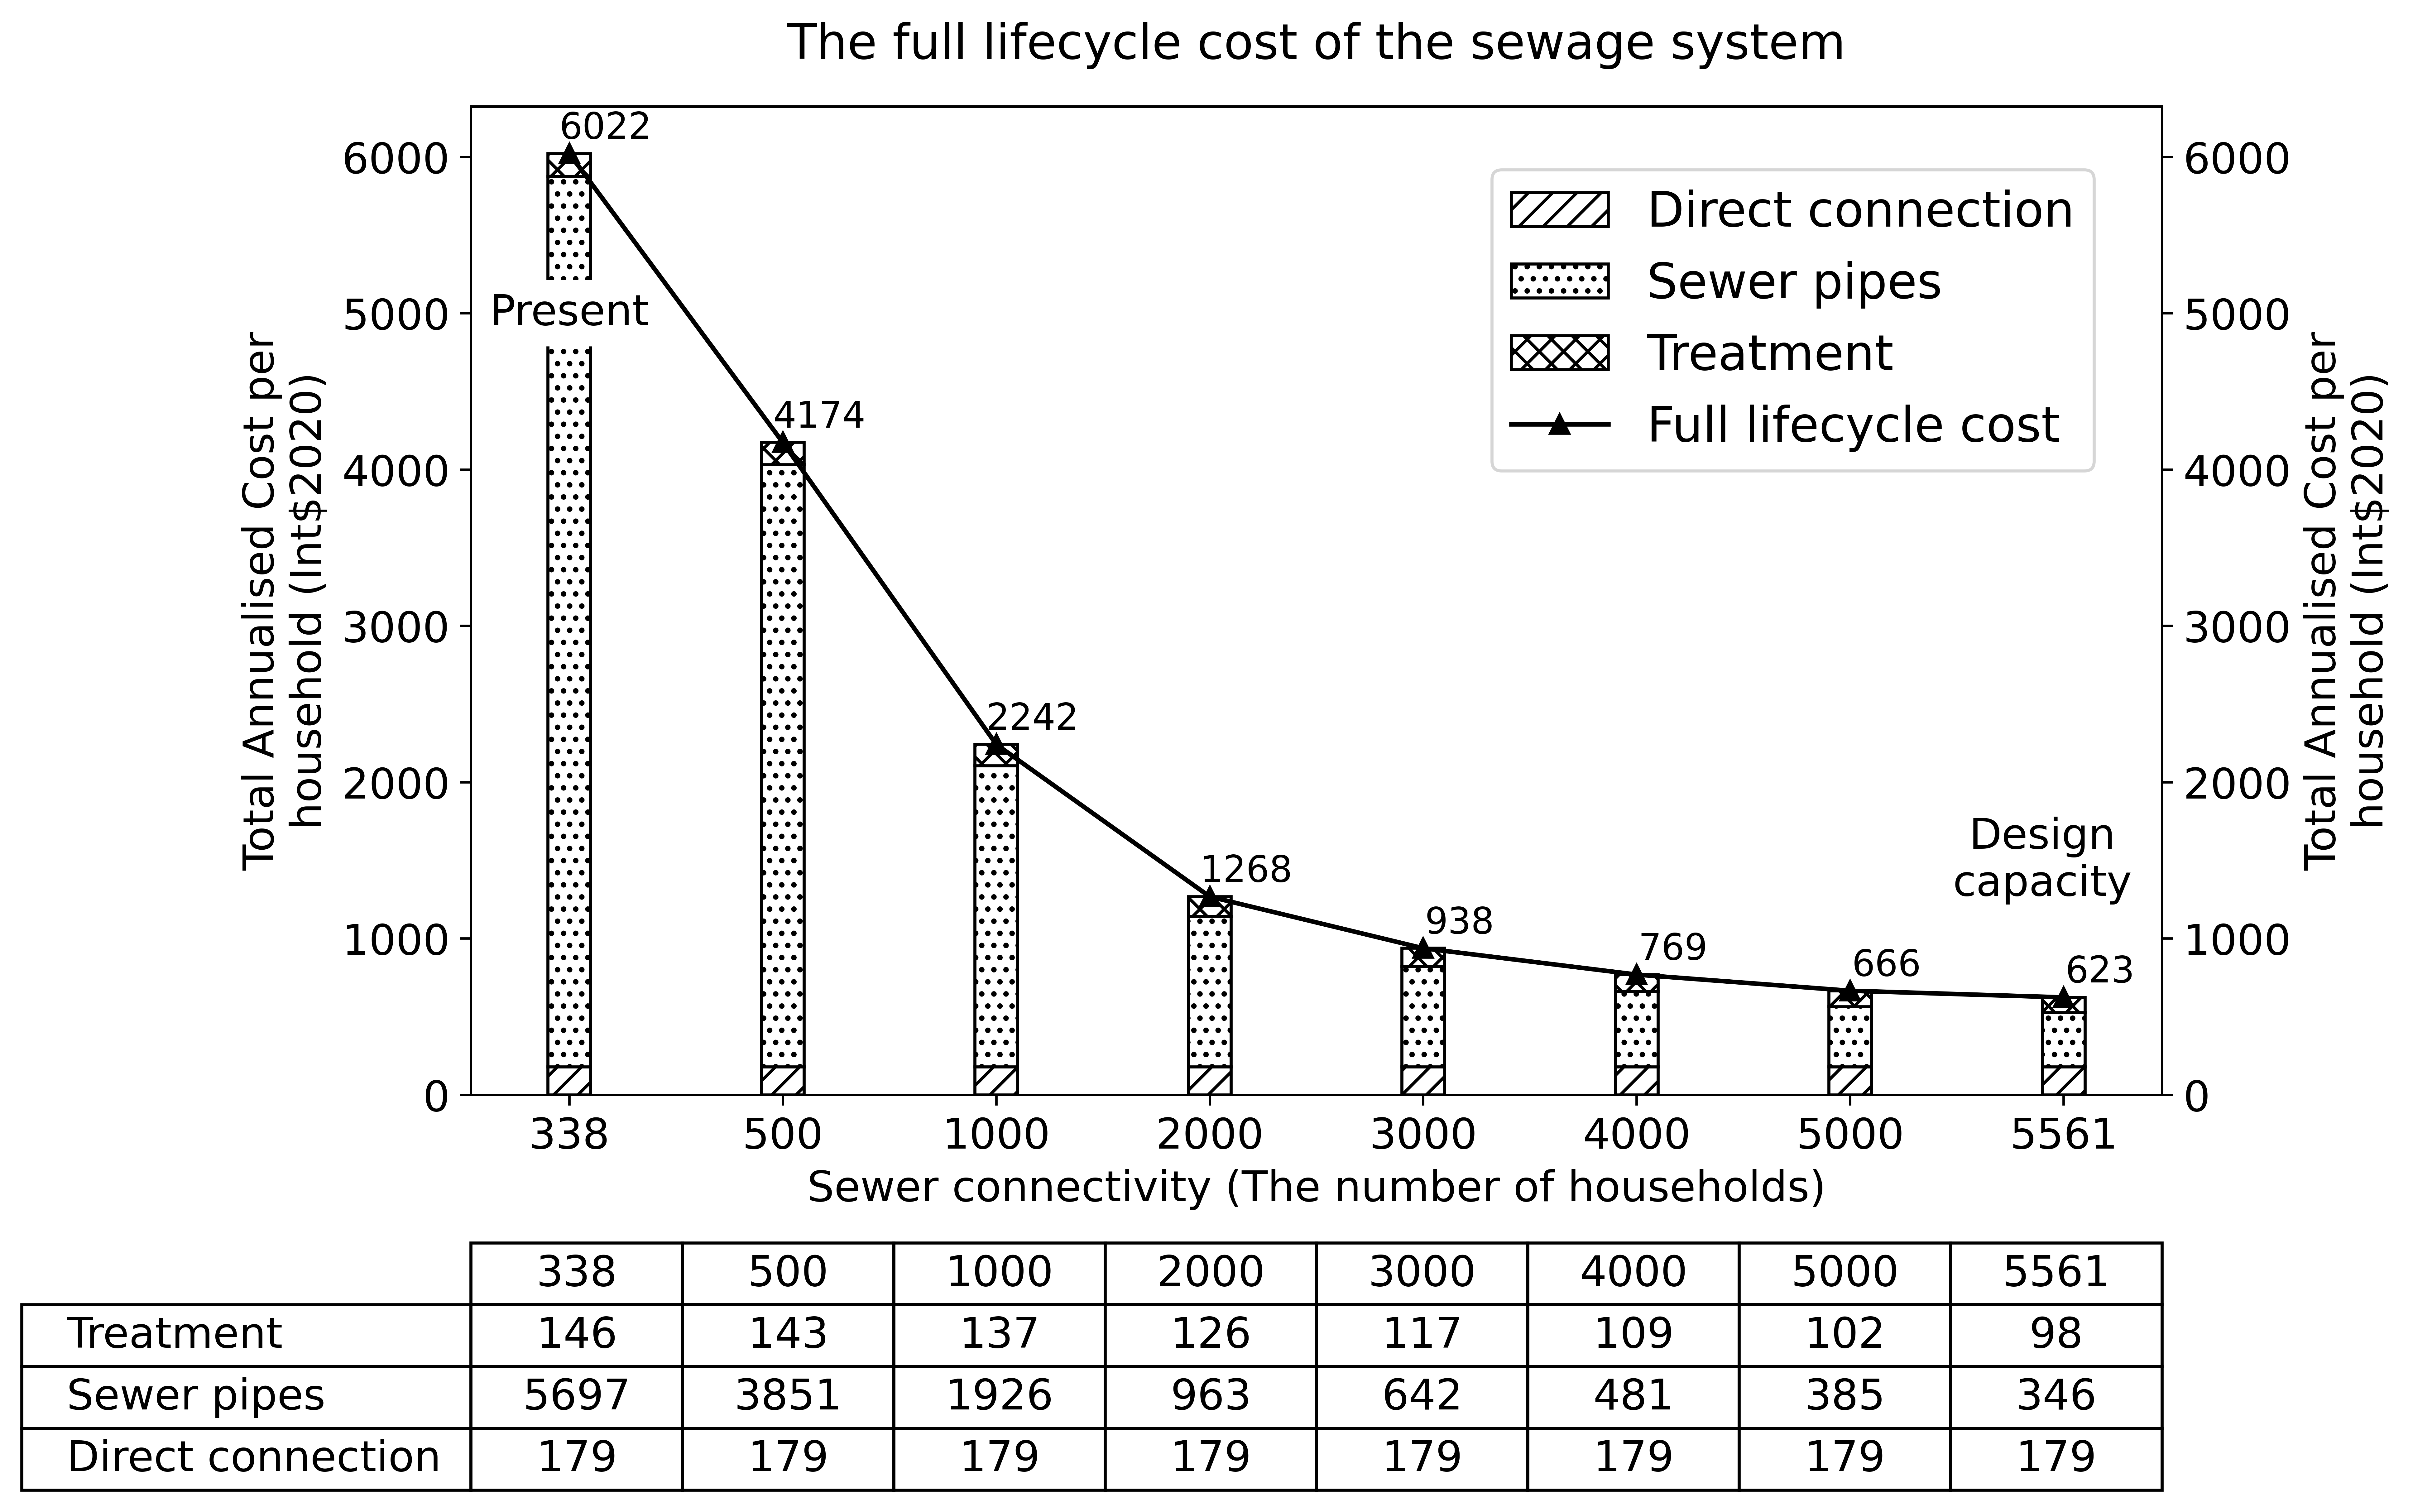 The full lifecycle cost of the sewage system
Total Annualised Cost per
household (Int$2020)
6000
5000
4000
3000
2000
1000
0
6022
Present
4174
2242
1268
938
769
666
623
Design
capacity
Direct connection
Sewer pipes
Treatment
Full lifecycle cost
6000
5000
4000
3000
2000
1000
0
Total Annualised Cost per
household (Int$2020)
338 500 1000 2000 3000 4000 5000 5561
Sewer connectivity (The number of households)
338 500 1000 2000 3000 4000 5000 5561
Treatment 146 143 137 126 117 109 102 98
Sewer pipes 5697 3851 1926 963 642 481 385 346
Direct connection 179 179 179 179 179 179 179 179